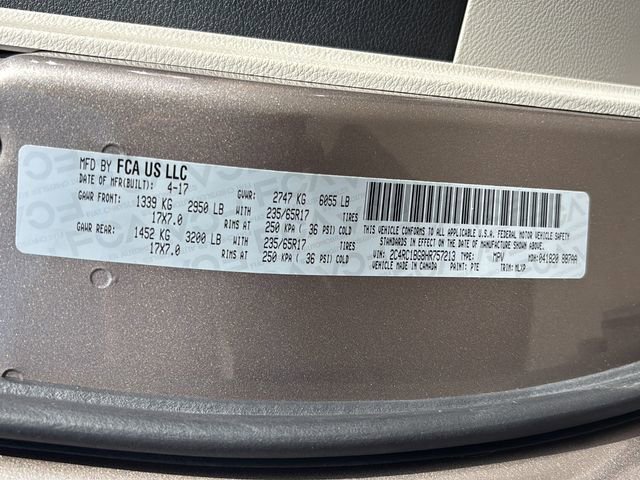 MFD BY FCA US LLC
DATE OF MFR(BUILT): 4-17 GVWR: 2747 KG 6055 LB
GAWR FRONT: 1339 KG 2950 LB WITH 235/65R17 TIRES
17X7.0 RIMS AT 250 KPA ( 36 PSI) COLD
GAWR REAR: 1452 KG 3200 LB WITH 235/65R17 TIRES
17X7.0 RIMS AT 250 KPA ( 36 PSI) COLD
THIS VEHICLE CONFORMS TO ALL APPLICABLE U.S.A. FEDERAL MOTOR VEHICLE SAFETY
STANDARDS IN EFFECT ON THE DATE OF MANUFACTURE SHOWN ABOVE.
VIN: 2C4RC1BG8HR757213 TYPE: MPV MDH:041820 887AA
VEHICLE MADE IN CANADA PAINT: PTE TRIM: